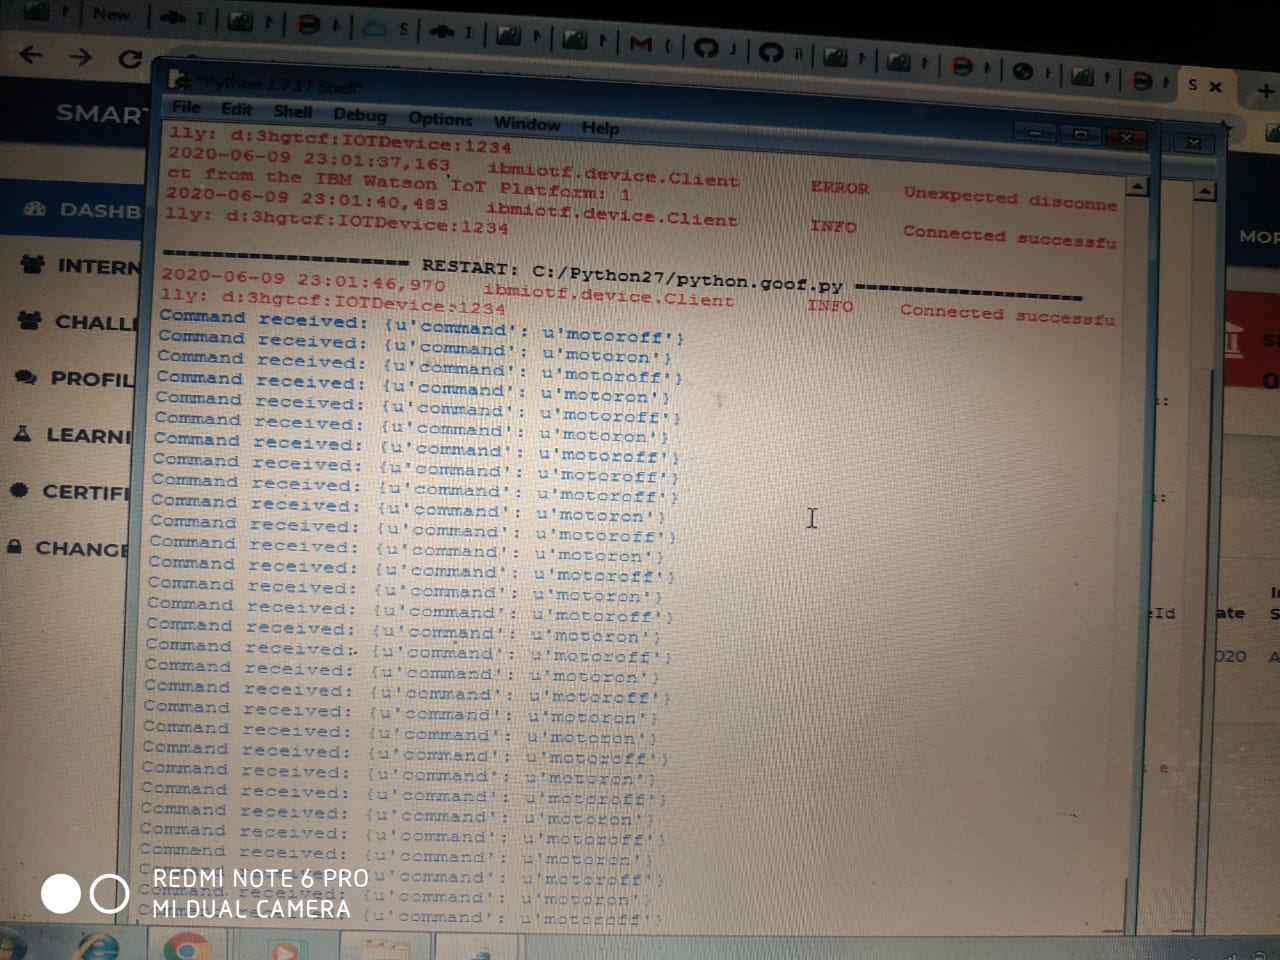 New
SMAR
*Python 2.7.17 Shell*
File Edit Shell Debug Options Window Help
lly: d:3hgtcf:IOTDevice:1234
2020-06-09 23:01:37,163 ibmiotf.device.Client ERROR Unexpected disconne
ct from the IBM Watson IoT Platform: 1
2020-06-09 23:01:40,483 ibmiotf.device.Client INFO Connected successfu
lly: d:3hgtcf:IOTDevice:1234
==================== RESTART: C:/Python27/python.goof.py ====================
2020-06-09 23:01:46,970 ibmiotf.device.Client INFO Connected successfu
lly: d:3hgtcf:IOTDevice:1234
Command received: {u'command': u'motoroff'}
Command received: {u'command': u'motoron'}
Command received: {u'command': u'motoroff'}
Command received: {u'command': u'motoron'}
Command received: {u'command': u'motoroff'}
Command received: {u'command': u'motoron'}
Command received: {u'command': u'motoroff'}
Command received: {u'command': u'motoroff'}
Command received: {u'command': u'motoroff'}
Command received: {u'command': u'motoron'}
Command received: {u'command': u'motoroff'}
Command received: {u'command': u'motoron'}
Command received: {u'command': u'motoroff'}
Command received: {u'command': u'motoron'}
Command received: {u'command': u'motoroff'}
Command received: {u'command': u'motoron'}
Command received: {u'command': u'motoroff'}
Command received: {u'command': u'motoron'}
Command received: {u'command': u'motoroff'}
Command received: {u'command': u'motoron'}
Command received: {u'command': u'motoron'}
Command received: {u'command': u'motoroff'}
Command received: {u'command': u'motoron'}
Command received: {u'command': u'motoroff'}
Command received: {u'command': u'motoron'}
Command received: {u'command': u'motoroff'}
Command received: {u'command': u'motoron'}
Command received: {u'command': u'motoroff'}
Command received: {u'command': u'motoron'}
Command received: {u'command': u'motoroff'}
DASHB
INTERN
CHALL
PROFIL
LEARNI
CERTIFI
CHANGE
MOR
Id
ate
020
REDMI NOTE 6 PRO
MI DUAL CAMERA